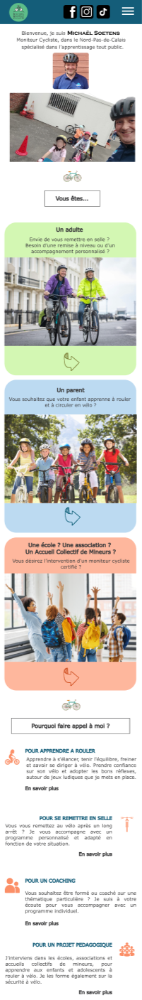 Bienvenue, je suis MICHAËL SOETENS
Moniteur Cycliste, dans le Nord-Pas-de-Calais
spécialisé dans l'apprentissage tout public.
Vous êtes...
Un adulte
Envie de vous remettre en selle ?
Besoin d'une remise à niveau ou d'un
accompagnement personnalisé ?
Un parent
Vous souhaitez que votre enfant apprenne à rouler
et à circuler en vélo ?
Une école ? Une association ?
Un Accueil Collectif de Mineurs ?
Vous désirez l'intervention d'un moniteur cycliste
certifié ?
Pourquoi faire appel à moi ?
POUR APPRENDRE A ROULER
Apprendre à s'élancer, tenir l'équilibre, freiner
et savoir se diriger à vélo. Prendre confiance
sur son vélo et adopter les bons réflexes,
autour de jeux ludiques que je mets en place.
En savoir plus
POUR SE REMETTRE EN SELLE
Vous vous remettez au vélo après un long
arrêt ? Je vous accompagne avec un
programme personnalisé et adapté en
fonction de votre situation.
En savoir plus
POUR UN COACHING
Vous souhaitez être formé ou coaché sur une
thématique particulière ? Je suis à votre
écoute pour vous accompagner avec un
programme individuel.
En savoir plus
POUR UN PROJET PEDAGOGIQUE
J'interviens dans les écoles, associations et
accueils collectifs de mineurs, pour
apprendre aux enfants et adolescents à
rouler à vélo. Je les forme également sur la
sécurité à vélo.
En savoir plus